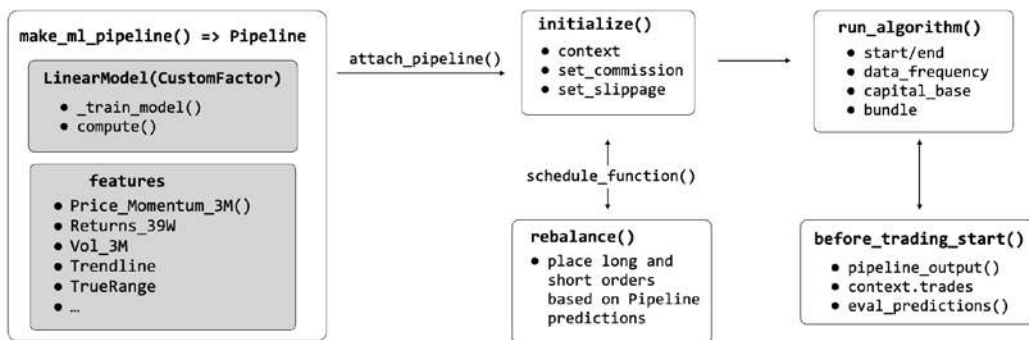 make_ml_pipeline() => Pipeline
LinearModel(CustomFactor)
● _train_model()
● compute()
features
● Price_Momentum_3M()
● Returns_39W
● Vol_3M
● Trendline
● TrueRange
● …
attach_pipeline()
initialize()
● context
● set_commission
● set_slippage
schedule_function()
rebalance()
● place long and
short orders
based on Pipeline
predictions
run_algorithm()
● start/end
● data_frequency
● capital_base
● bundle
before_trading_start()
● pipeline_output()
● context.trades
● eval_predictions()